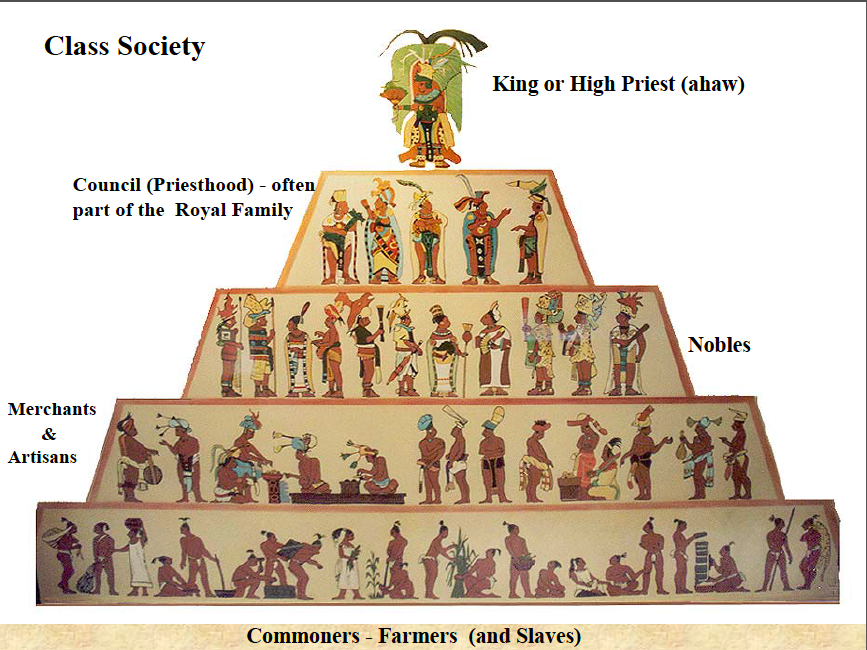 Class Society
King or High Priest (ahaw)
Council (Priesthood) - often
part of the Royal Family
Nobles
Merchants
&
Artisans
Commoners - Farmers (and Slaves)